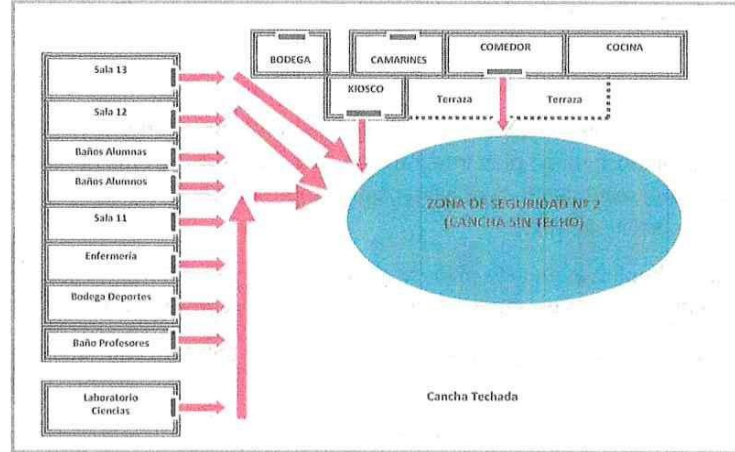 BODEGA
CAMARINES
COMEDOR
COCINA
KIOSCO
Terraza
Terraza
Sala 13
Sala 12
Baños Alumnas
Baños Alumnos
Sala 11
Enfermería
Bodega Deportes
Baño Profesores
Laboratorio
Ciencias
ZONA DE SEGURIDAD Nº 2
(CANCHA SIN TECHO)
Cancha Techada